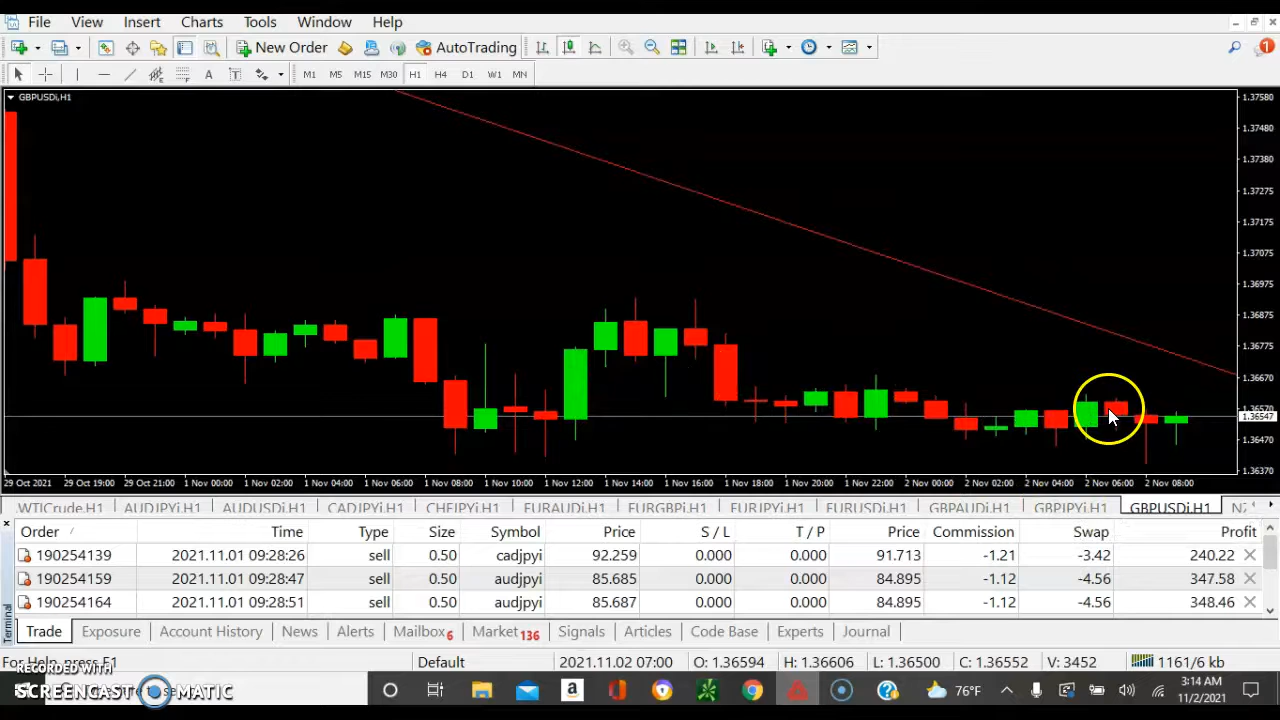 File View Insert Charts Tools Window Help
New Order AutoTrading 1
A T M1 M5 M15 M30 H1 H4 D1 W1 MN
GBPUSDi,H1
1.37580
1.37480
1.37380
1.37275
1.37175
1.37075
1.36975
1.36875
1.36775
1.36670
1.36570
1.36547
1.36470
1.36370
29 Oct 2021 29 Oct 19:00 29 Oct 21:00 1 Nov 00:00 1 Nov 02:00 1 Nov 04:00 1 Nov 06:00 1 Nov 08:00 1 Nov 10:00 1 Nov 12:00 1 Nov 14:00 1 Nov 16:00 1 Nov 18:00 1 Nov 20:00 1 Nov 22:00 2 Nov 00:00 2 Nov 02:00 2 Nov 04:00 2 Nov 06:00 2 Nov 08:00
WTICrude.H1 AUDJPYi,H1 AUDUSDi,H1 CADJPYi,H1 CHFJPYi,H1 EURAUDi,H1 EURGBPi,H1 EURJPYi,H1 EURUSDi,H1 GBPAUDi,H1 GBPJPYi,H1 GBPUSDi,H1 NZ
Order / Time Type Size Symbol Price S / L T / P Price Commission Swap Profit
190254139 2021.11.01 09:28:26 sell 0.50 cadjpyi 92.259 0.000 0.000 91.713 -1.21 -3.42 240.22
190254159 2021.11.01 09:28:47 sell 0.50 audjpyi 85.685 0.000 0.000 84.895 -1.12 -4.56 347.58
190254164 2021.11.01 09:28:51 sell 0.50 audjpyi 85.687 0.000 0.000 84.895 -1.12 -4.56 348.46
Terminal
Trade Exposure Account History News Alerts Mailbox 6 Market 136 Signals Articles Library Code Base Experts Journal
For Help, press F1 Default 2021.11.02 07:00 O: 1.36594 H: 1.36606 L: 1.36500 C: 1.36552 V: 3452 1161/6 kb
RECORDED WITH
SCREENCAST MATIC
76°F
3:14 AM
11/2/2021